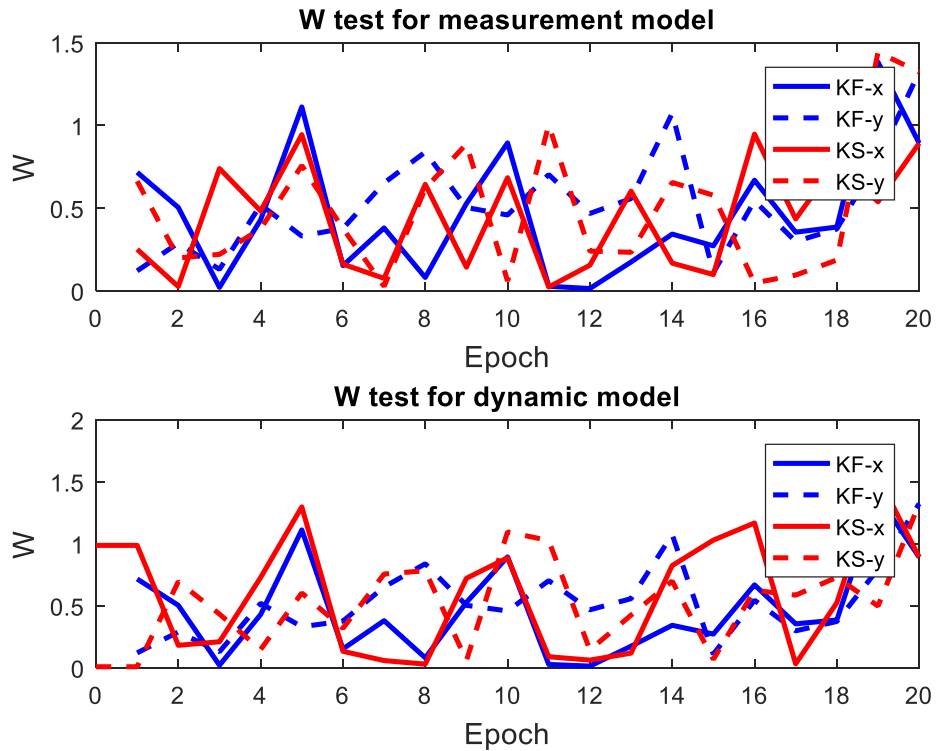 W test for measurement model
1.5
1
0.5
0
W
KF-x
KF-y
KS-x
KS-y
0 2 4 6 8 10 12 14 16 18 20
Epoch
W test for dynamic model
2
1.5
1
0.5
0
W
KF-x
KF-y
KS-x
KS-y
0 2 4 6 8 10 12 14 16 18 20
Epoch